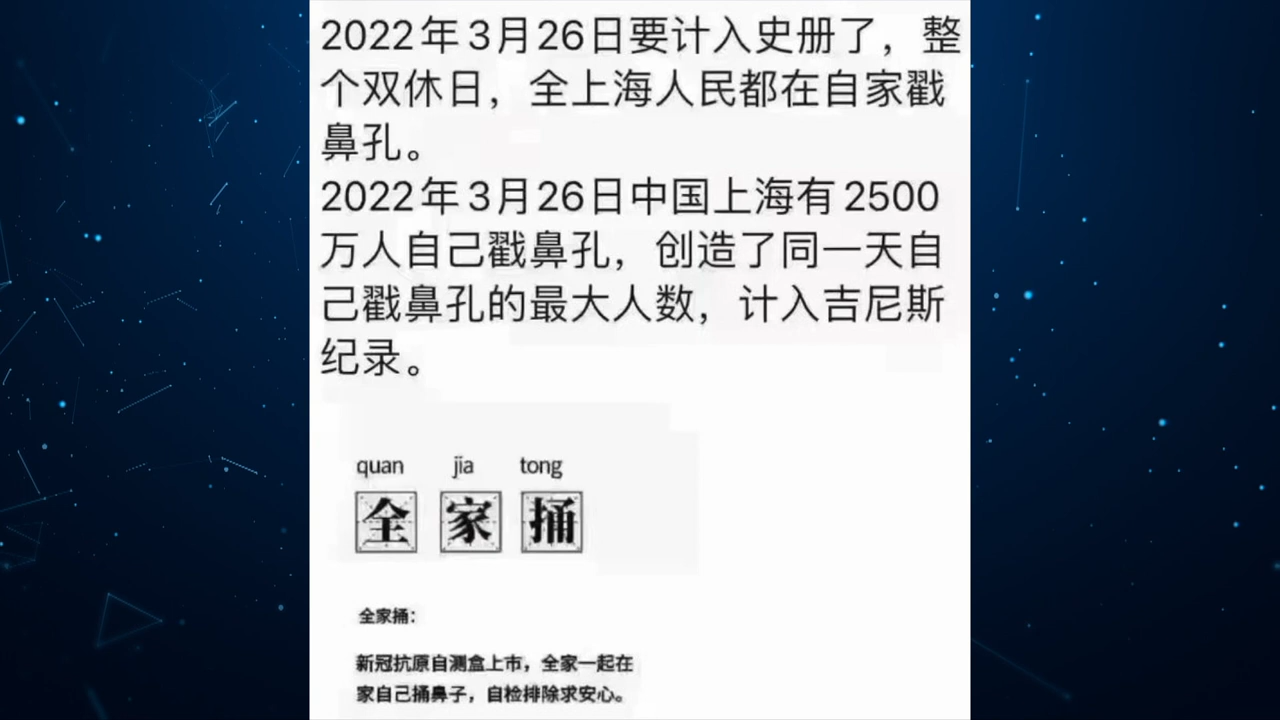 2022年3月26日要计入史册了，整
个双休日，全上海人民都在自家戳
鼻孔。
2022年3月26日中国上海有2500
万人自己戳鼻孔，创造了同一天自
己戳鼻孔的最大人数，计入吉尼斯
纪录。
quan jia tong
全家捅
全家捅：
新冠抗原自测盒上市，全家一起在
家自己捅鼻子，自检排除求安心。